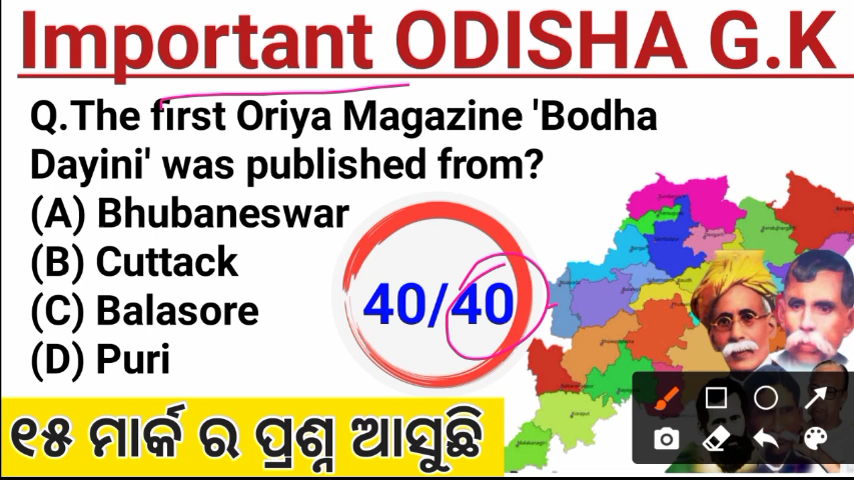 Important ODISHA G.K
Q.The first Oriya Magazine 'Bodha
Dayini' was published from?
(A) Bhubaneswar
(B) Cuttack
(C) Balasore
(D) Puri
40/40
୧୫ ମାର୍କ ର ପ୍ରଶ୍ନ ଆସୁଛି